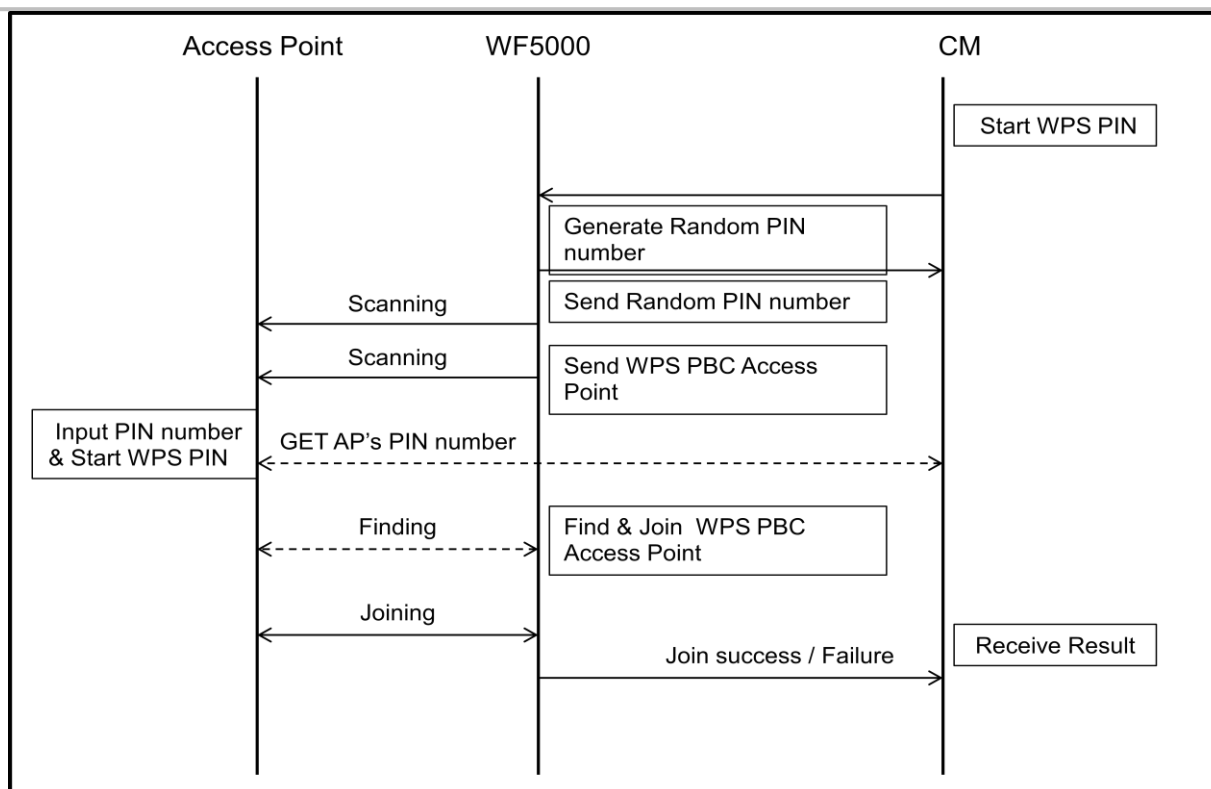 Access Point WF5000 CM
Start WPS PIN
Generate Random PIN
number
Send Random PIN number
Scanning
Scanning
Send WPS PBC Access
Point
Input PIN number
& Start WPS PIN
GET AP's PIN number
Finding
Find & Join WPS PBC
Access Point
Joining
Join success / Failure
Receive Result